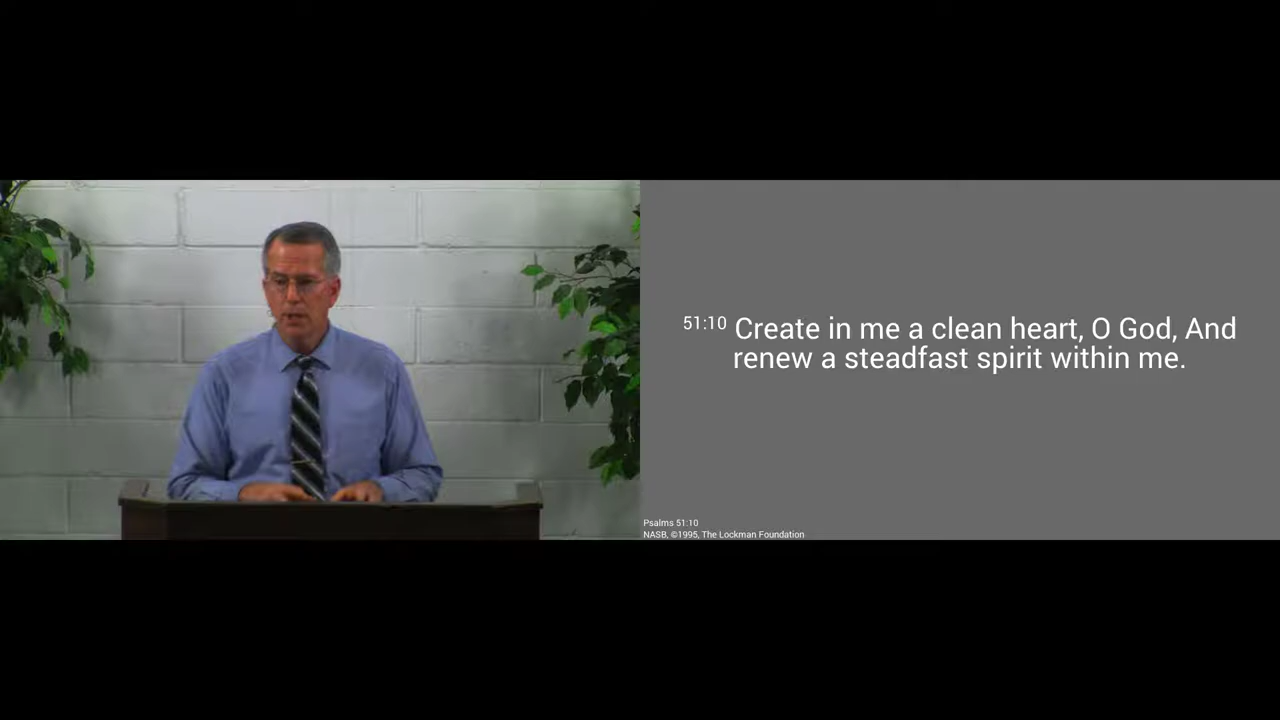 51:10 Create in me a clean heart, O God, And
renew a steadfast spirit within me.
Psalms 51:10
NASB, ©1995, The Lockman Foundation